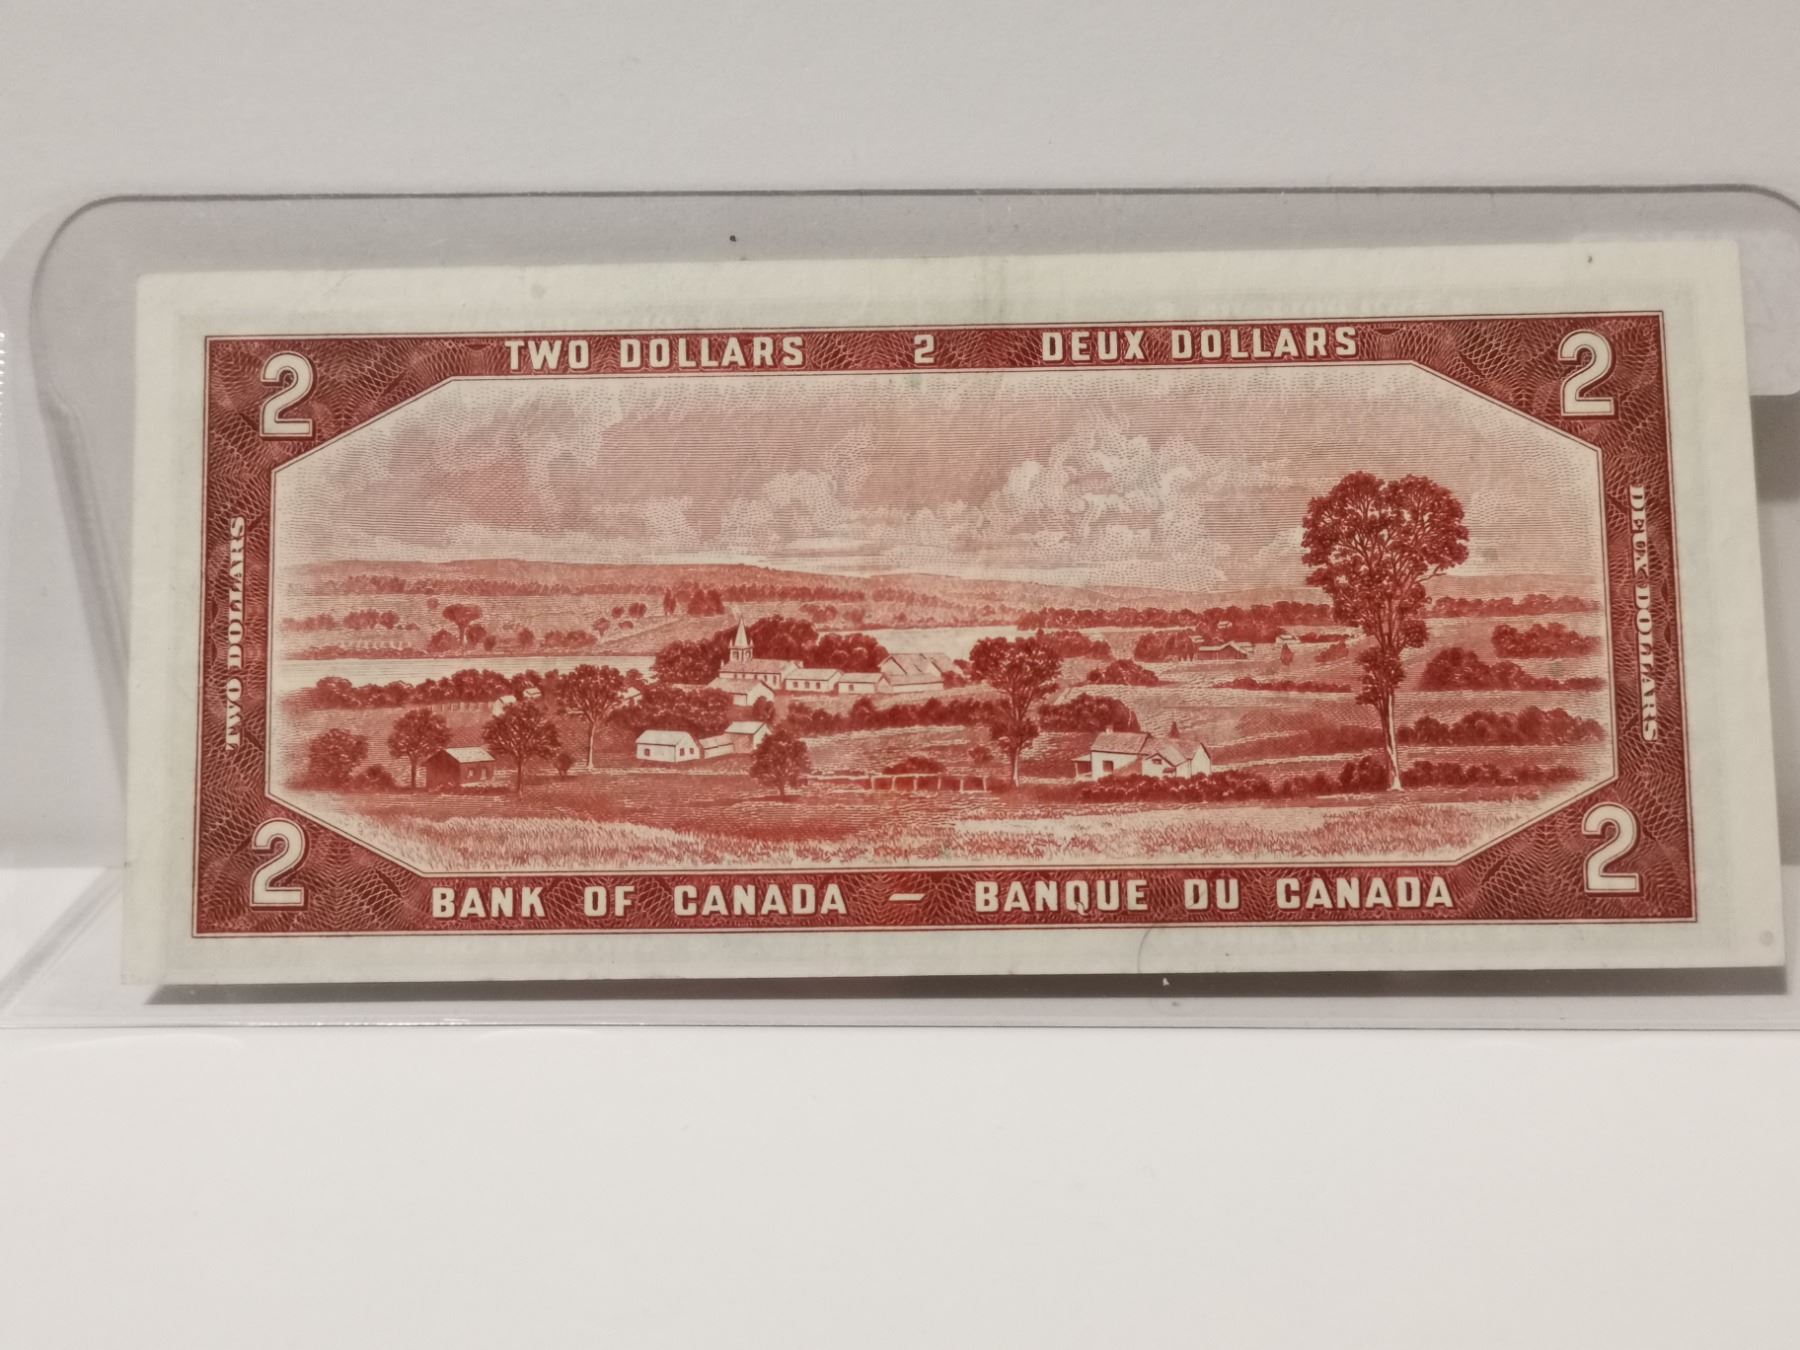 TWO DOLLARS 2 DEUX DOLLARS
2
2
TWO DOLLARS
DEUX DOLLARS
2
2
BANK OF CANADA — BANQUE DU CANADA